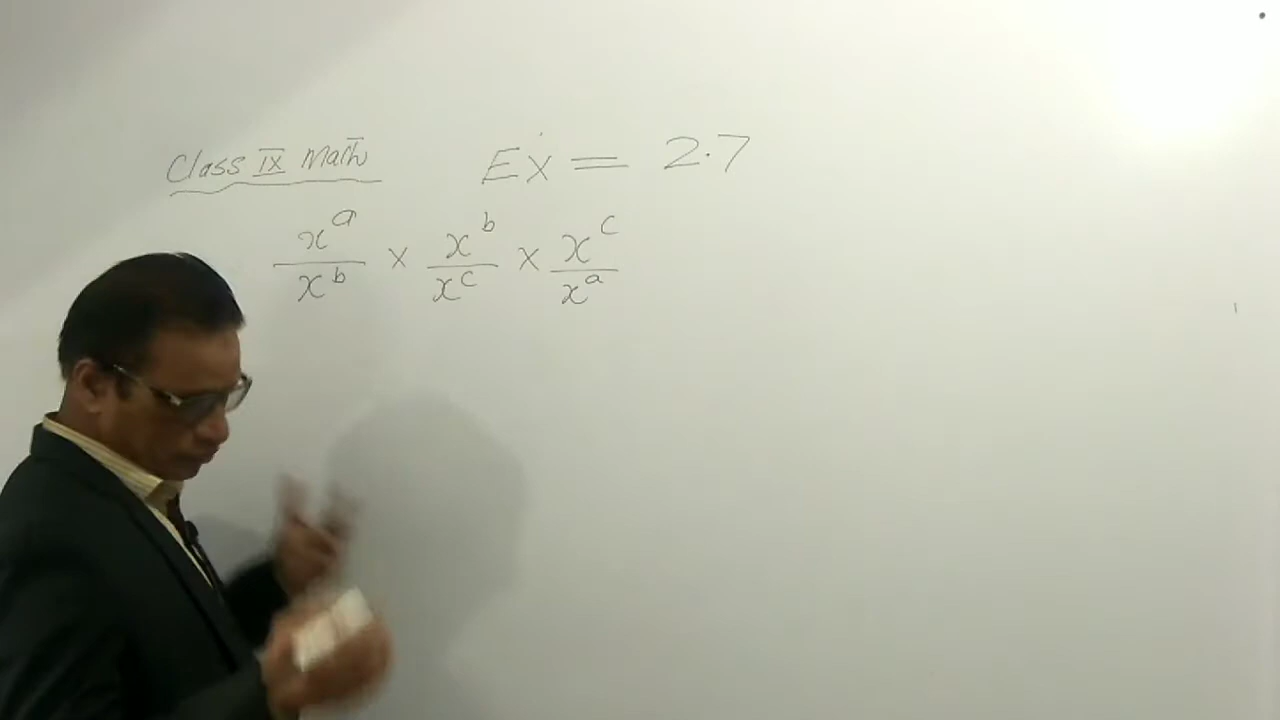 Class IX Math Ex = 2.7
x^a/x^b × x^b/x^c × x^c/x^a